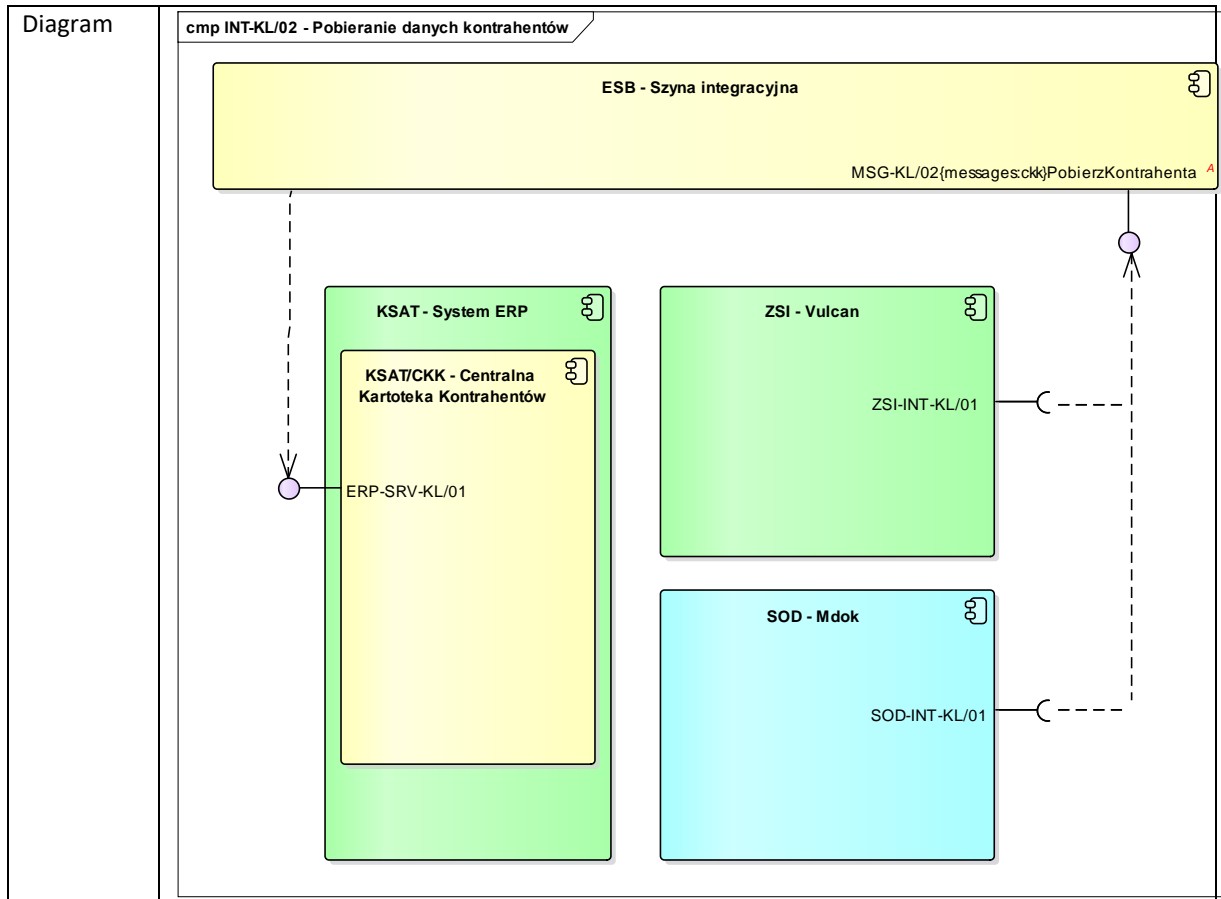 Diagram
cmp INT-KL/02 - Pobieranie danych kontrahentów
ESB - Szyna integracyjna
MSG-KL/02{messages:ckk}PobierzKontrahenta A
KSAT - System ERP
ZSI - Vulcan
KSAT/CKK - Centralna
Kartoteka Kontrahentów
ZSI-INT-KL/01
ERP-SRV-KL/01
SOD - Mdok
SOD-INT-KL/01